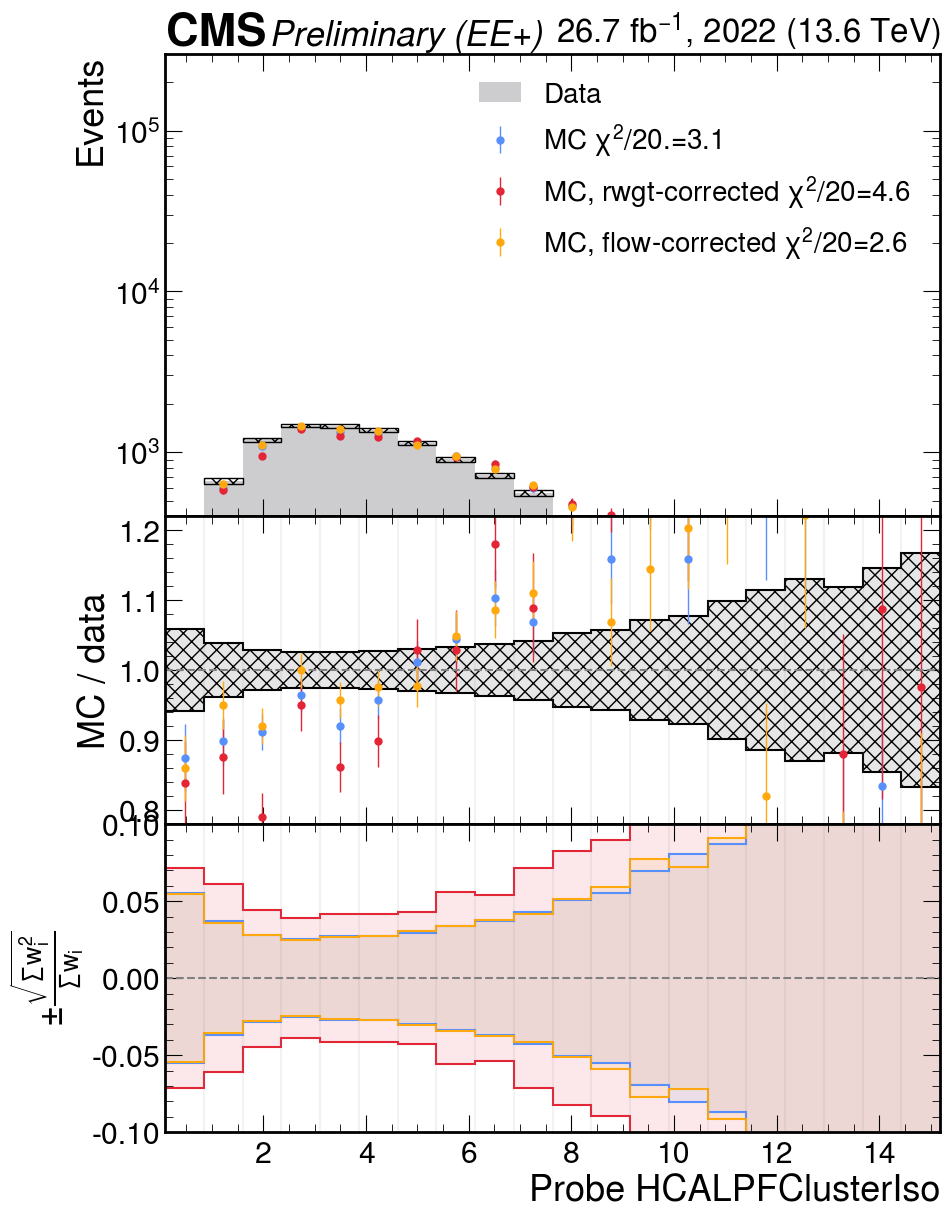 CMS Preliminary (EE+) 26.7 fb⁻¹, 2022 (13.6 TeV)
Events
10⁵
10⁴
10³
Data
MC χ²/20.=3.1
MC, rwgt-corrected χ²/20=4.6
MC, flow-corrected χ²/20=2.6
MC / data
1.2
1.1
1.0
0.9
0.8
±√Σwᵢ²/Σwᵢ
0.10
0.05
0.00
-0.05
-0.10
2 4 6 8 10 12 14
Probe HCALPFClusterIso